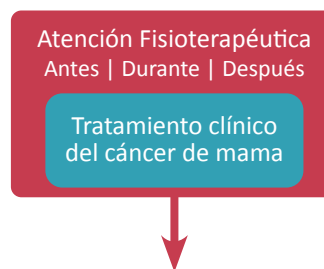 Atención Fisioterapéutica
Antes | Durante | Después
Tratamiento clínico
del cáncer de mama